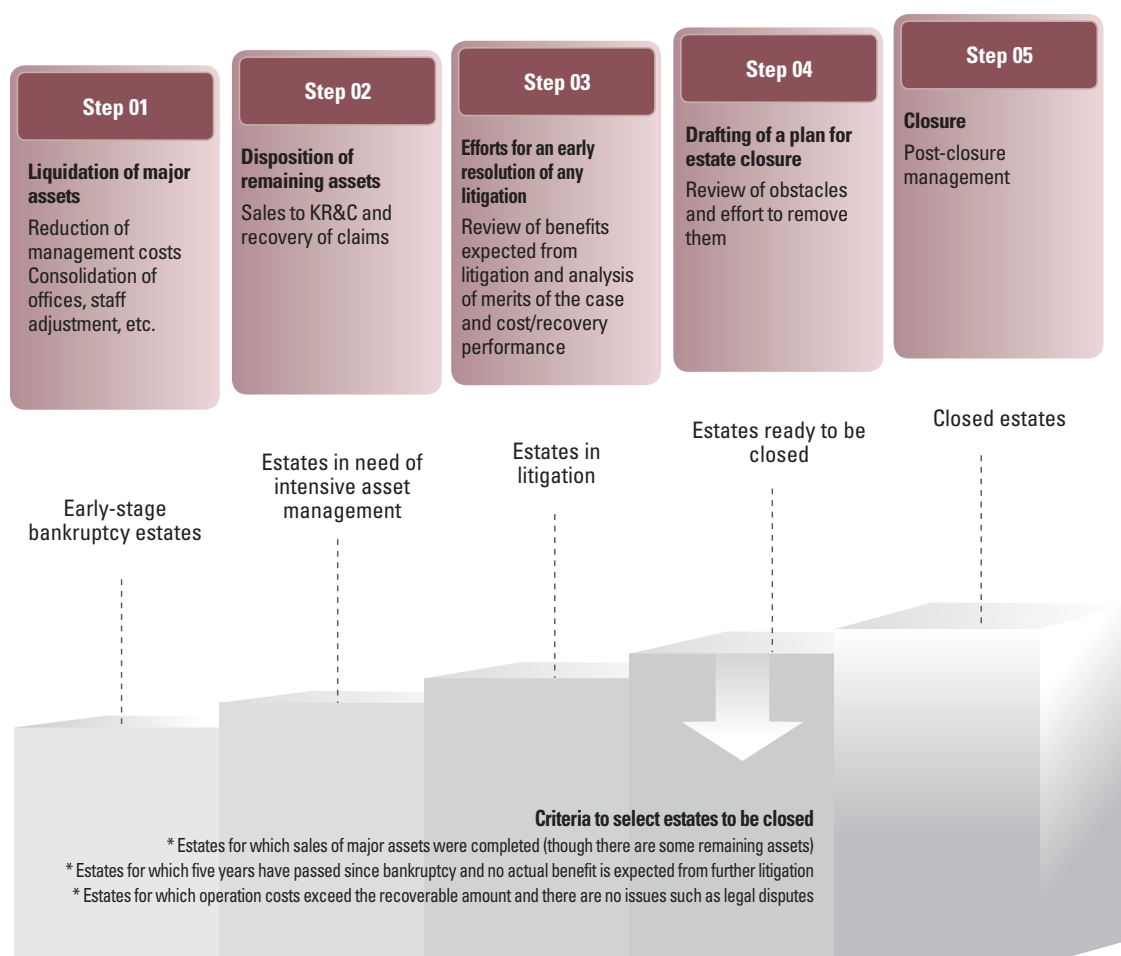 Step 01
Liquidation of major
assets
Reduction of
management costs
Consolidation of
offices, staff
adjustment, etc.
Step 02
Disposition of
remaining assets
Sales to KR&C and
recovery of claims
Step 03
Efforts for an early
resolution of any
litigation
Review of benefits
expected from
litigation and analysis
of merits of the case
and cost/recovery
performance
Step 04
Drafting of a plan for
estate closure
Review of obstacles
and effort to remove
them
Step 05
Closure
Post-closure
management
Early-stage
bankruptcy estates
Estates in need of
intensive asset
management
Estates in
litigation
Estates ready to be
closed
Closed estates
Criteria to select estates to be closed
* Estates for which sales of major assets were completed (though there are some remaining assets)
* Estates for which five years have passed since bankruptcy and no actual benefit is expected from further litigation
* Estates for which operation costs exceed the recoverable amount and there are no issues such as legal disputes